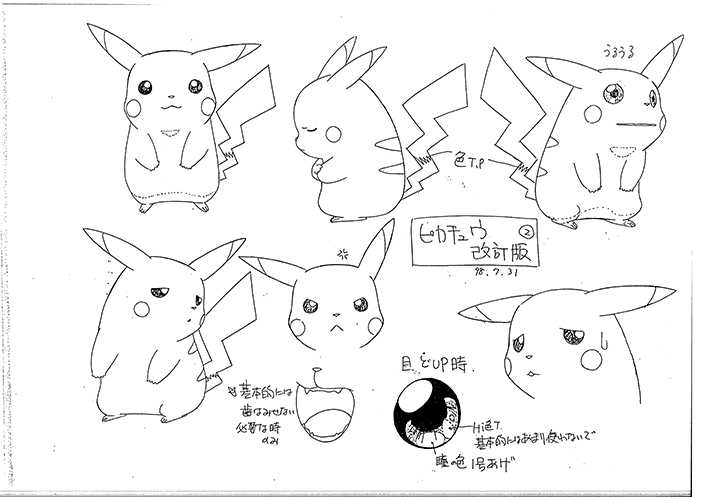 うるうる
色T.P
ピカチュウ ②
改訂版
'98.7.31
※基本的には
歯はみせない
必要な時
のみ
目どUP時.
Hi色T.
基本的にはあまり使わないで
瞳の色1号あげ